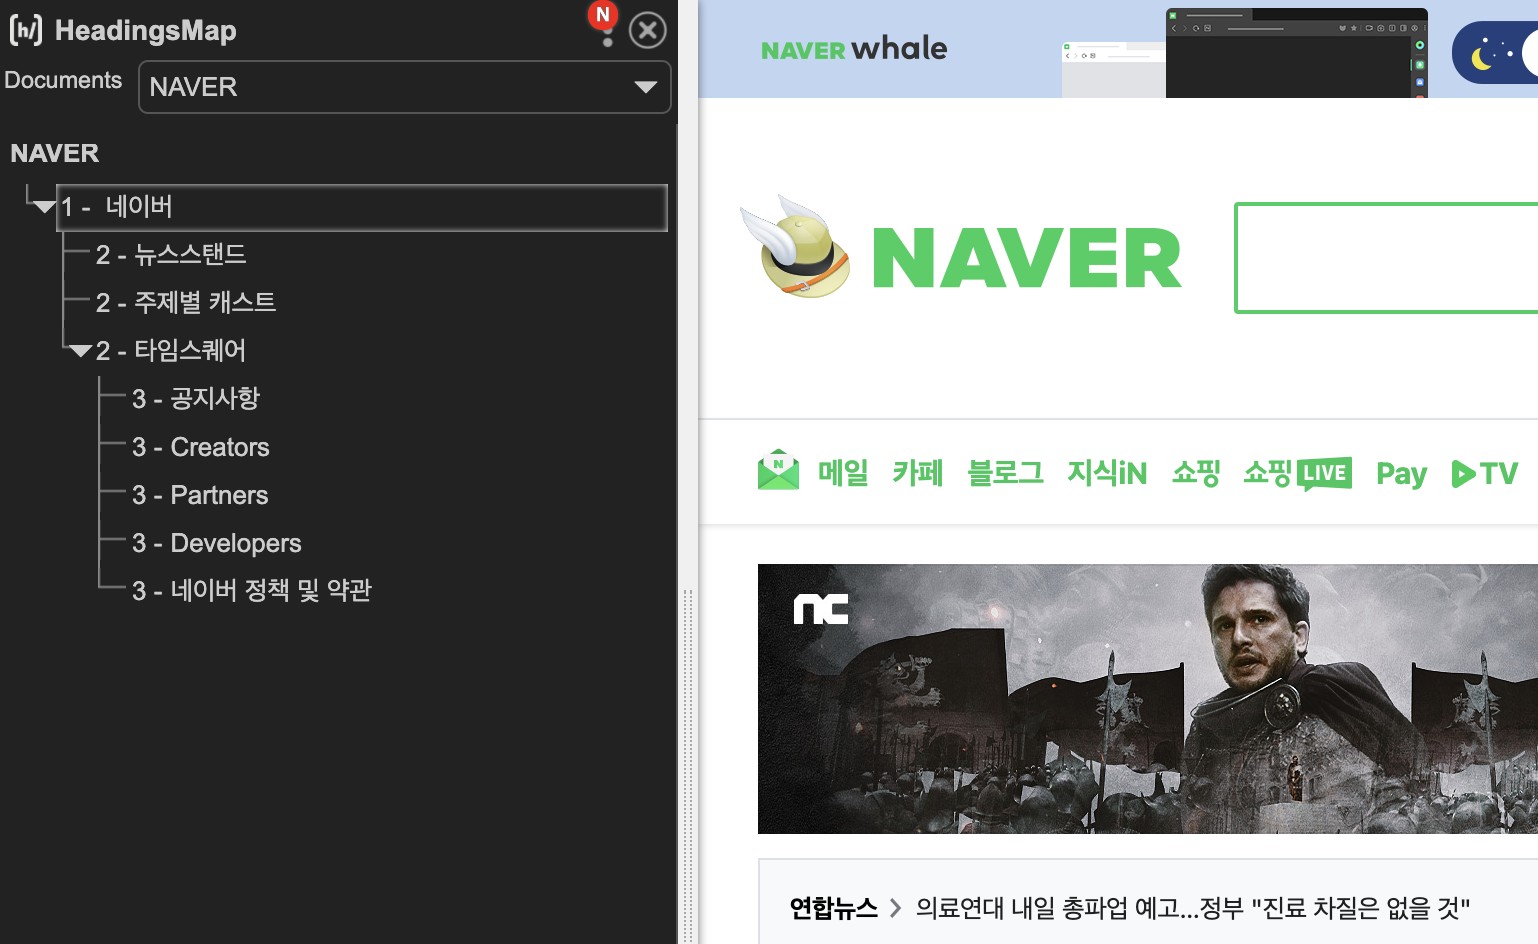 [h/] HeadingsMap
N
Documents
NAVER
NAVER
1 - 네이버
2 - 뉴스스탠드
2 - 주제별 캐스트
2 - 타임스퀘어
3 - 공지사항
3 - Creators
3 - Partners
3 - Developers
3 - 네이버 정책 및 약관
NAVER whale
NAVER
N 메일 카페 블로그 지식iN 쇼핑 쇼핑LIVE Pay TV
nc
연합뉴스 > 의료연대 내일 총파업 예고...정부 "진료 차질은 없을 것"